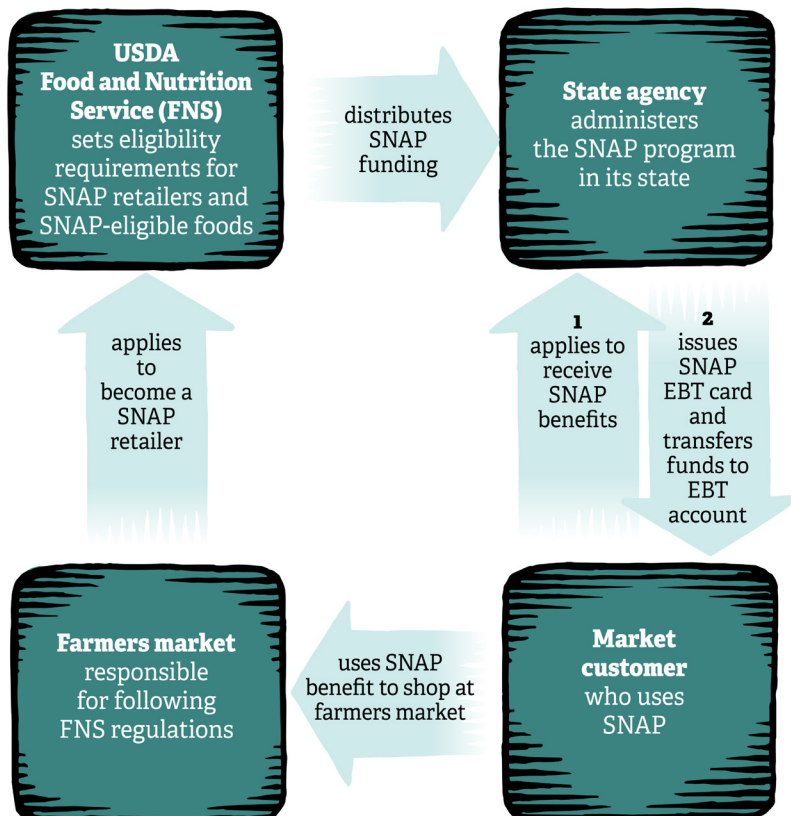 USDA
Food and Nutrition
Service (FNS)
sets eligibility
requirements for
SNAP retailers and
SNAP-eligible foods
distributes
SNAP
funding
State agency
administers
the SNAP program
in its state
applies
to
become a
SNAP
retailer
1
applies to
receive
SNAP
benefits
2
issues
SNAP
EBT card
and
transfers
funds to
EBT
account
Farmers market
responsible
for following
FNS regulations
uses SNAP
benefit to shop at
farmers market
Market
customer
who uses
SNAP